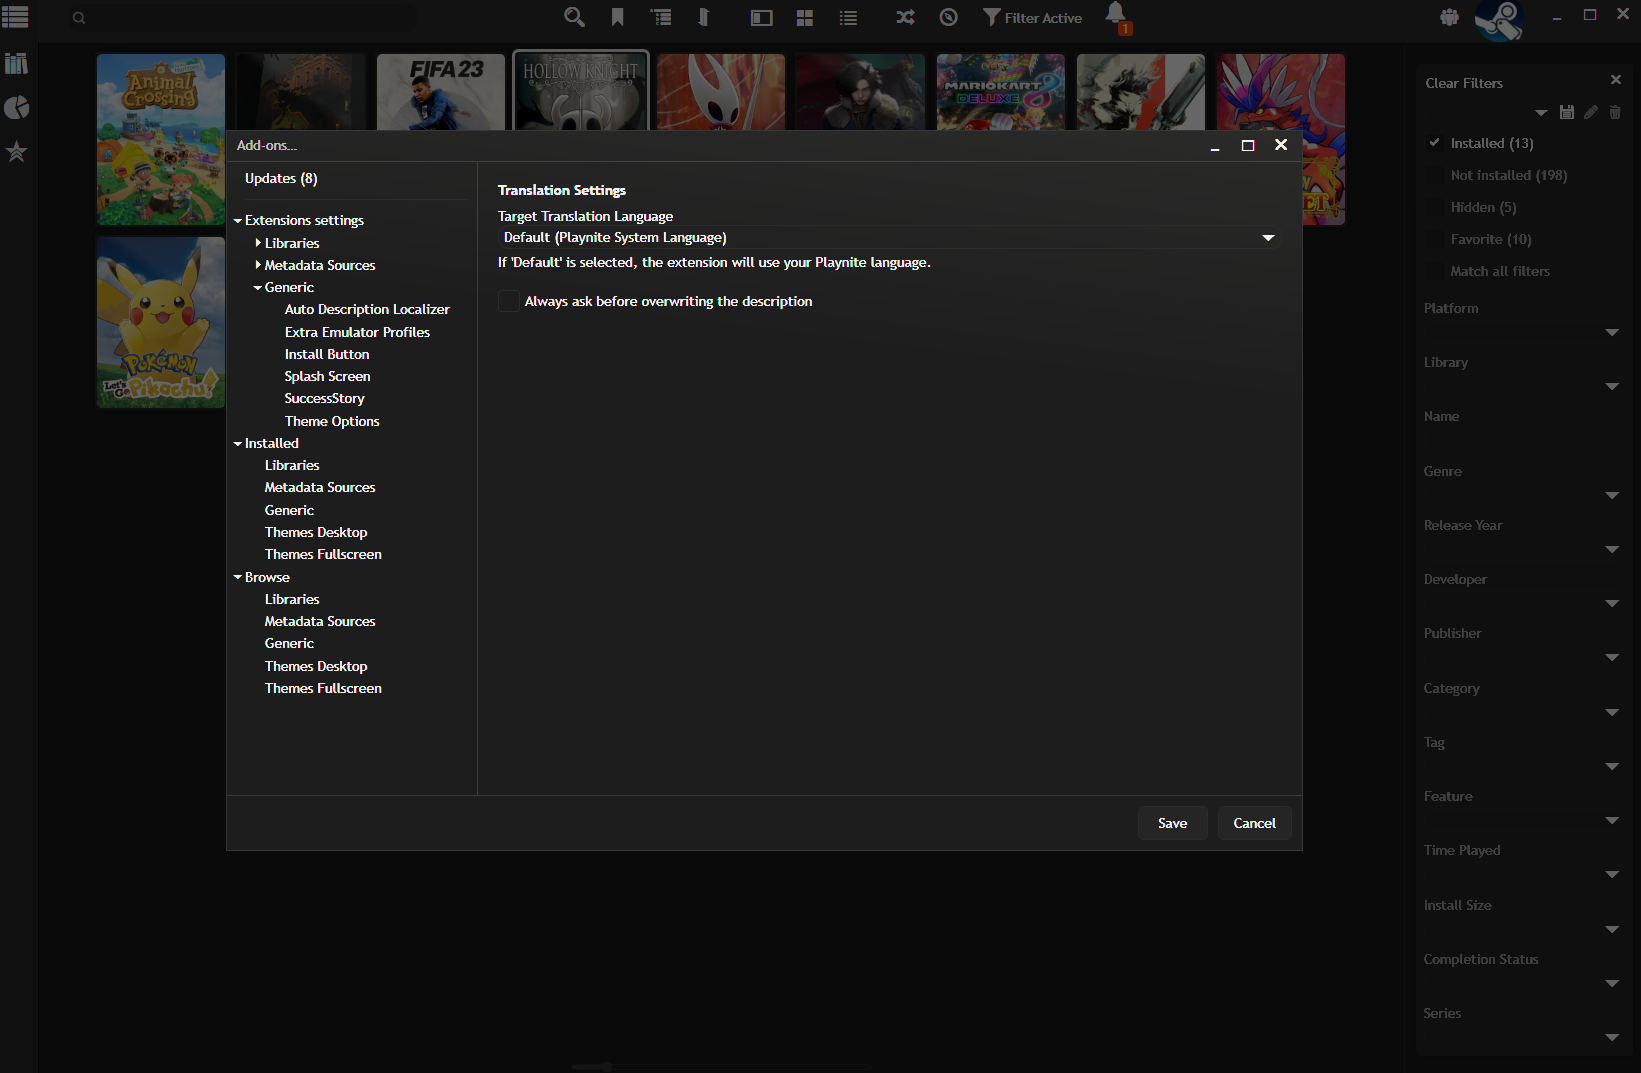 Filter Active
1
Animal Crossing
FIFA 23
HOLLOW KNIGHT
MARIOKART 8
DELUXE
POKéMON
Let's Go Pikachu!
Add-ons...
Updates (8)
Extensions settings
Libraries
Metadata Sources
Generic
Auto Description Localizer
Extra Emulator Profiles
Install Button
Splash Screen
SuccessStory
Theme Options
Installed
Libraries
Metadata Sources
Generic
Themes Desktop
Themes Fullscreen
Browse
Libraries
Metadata Sources
Generic
Themes Desktop
Themes Fullscreen
Translation Settings
Target Translation Language
Default (Playnite System Language)
If 'Default' is selected, the extension will use your Playnite language.
Always ask before overwriting the description
Save
Cancel
Clear Filters
Installed (13)
Not installed (198)
Hidden (5)
Favorite (10)
Match all filters
Platform
Library
Name
Genre
Release Year
Developer
Publisher
Category
Tag
Feature
Time Played
Install Size
Completion Status
Series